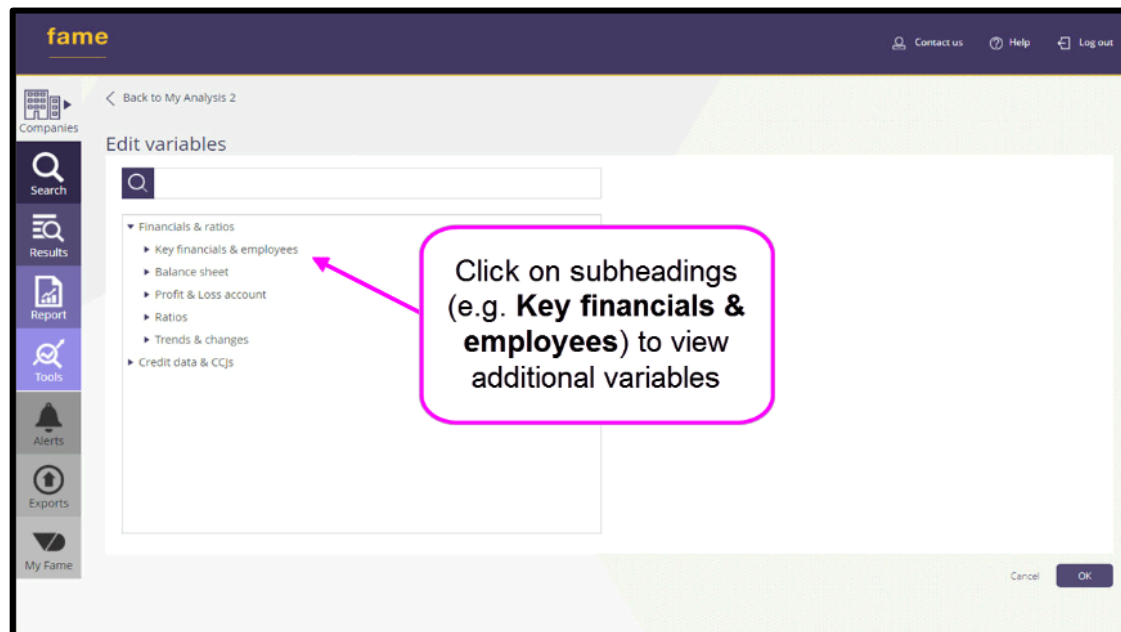 fame
Contact us
Help
Log out
Companies
Search
Results
Report
Tools
Alerts
Exports
My Fame
Back to My Analysis 2
Edit variables
Financials & ratios
Key financials & employees
Balance sheet
Profit & Loss account
Ratios
Trends & changes
Credit data & CCJs
Click on subheadings
(e.g. Key financials &
employees) to view
additional variables
Cancel
OK